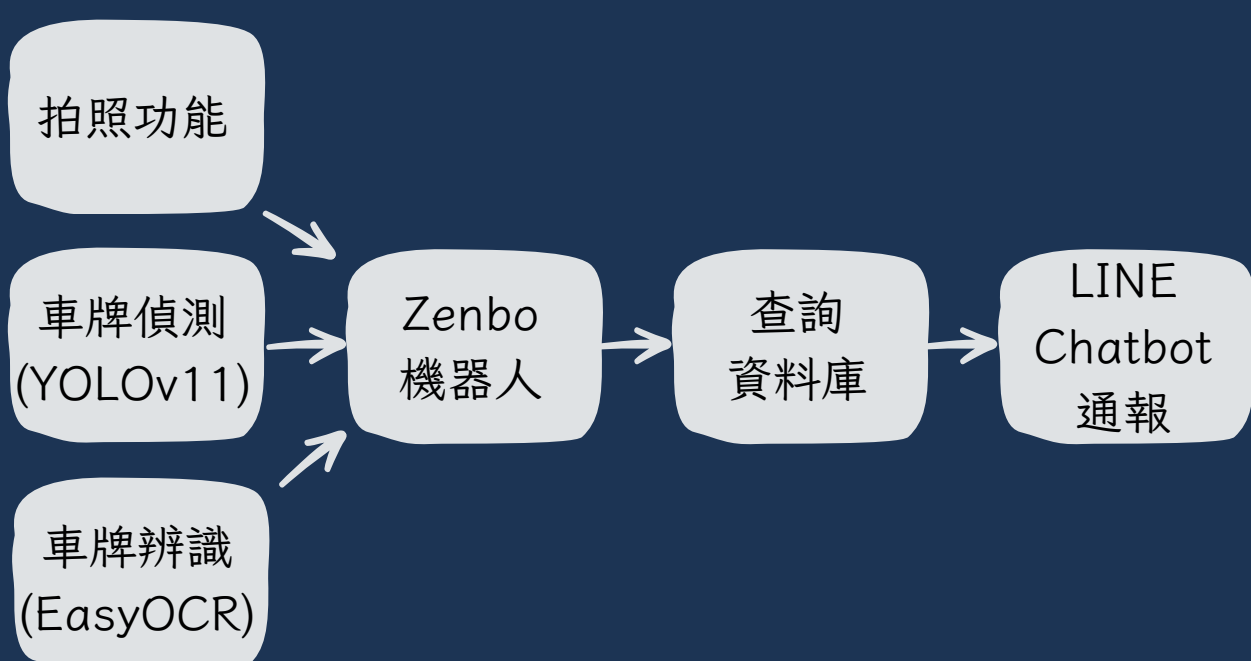 拍照功能
車牌偵測
(YOLOv11)
車牌辨識
(EasyOCR)
Zenbo
機器人
查詢
資料庫
LINE
Chatbot
通報